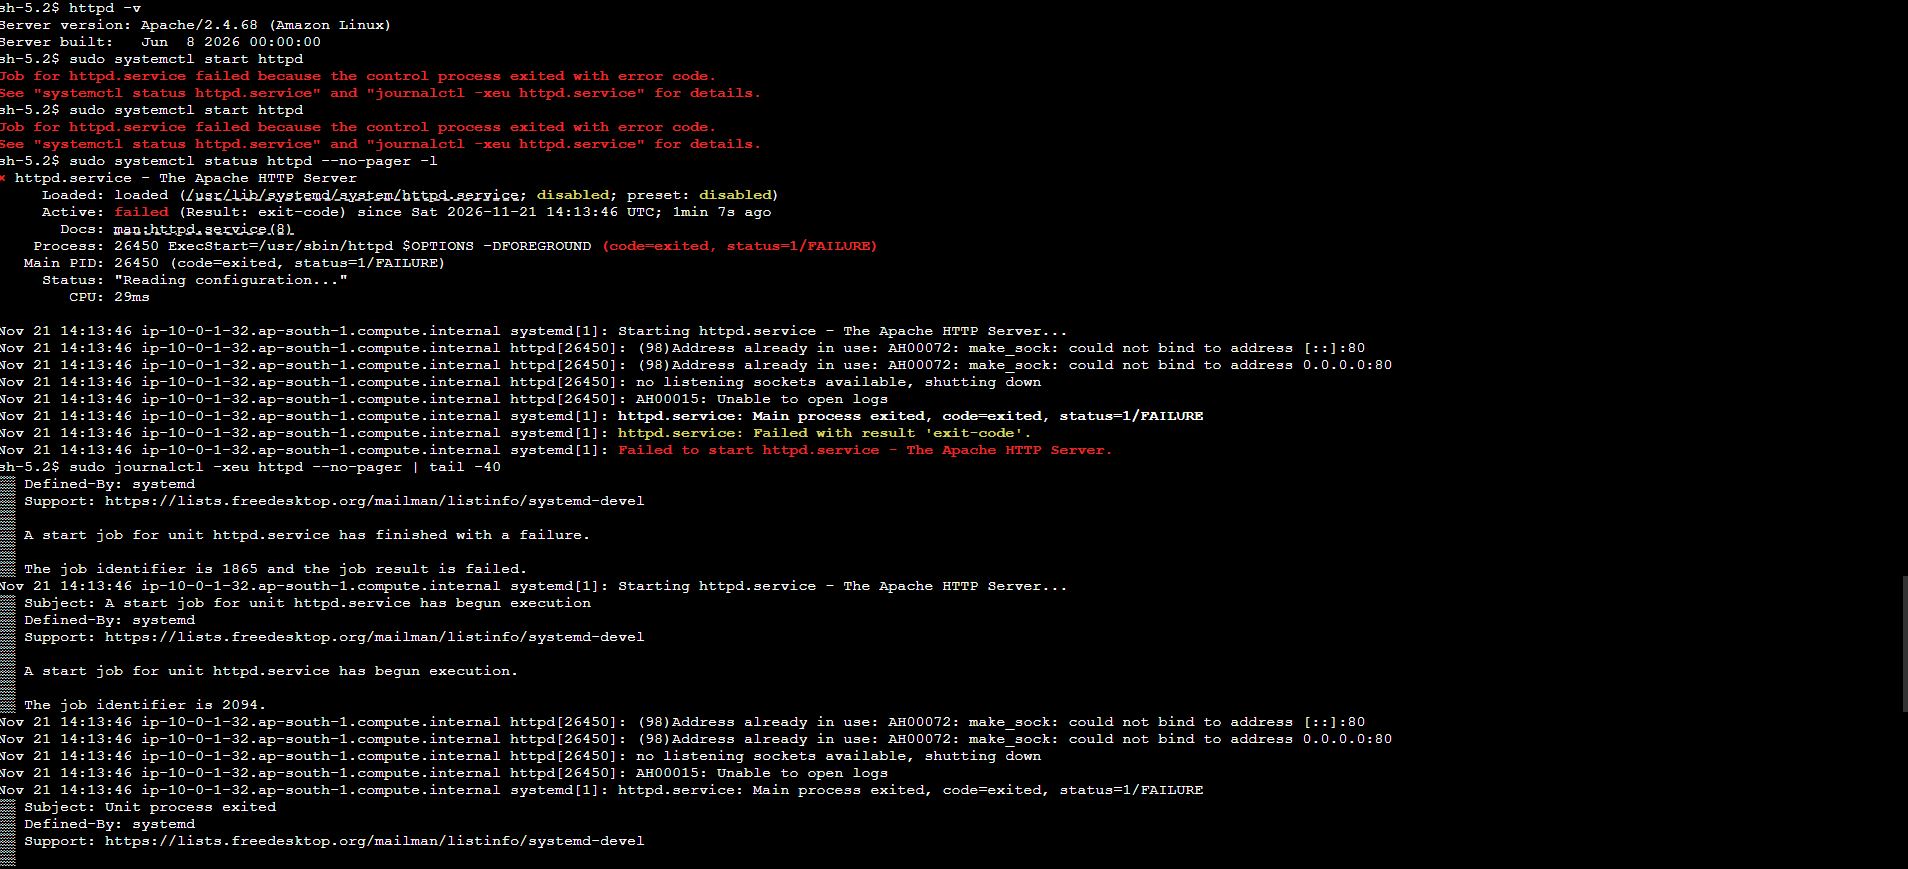 sh-5.2$ httpd -v
Server version: Apache/2.4.68 (Amazon Linux)
Server built:   Jun  8 2026 00:00:00
sh-5.2$ sudo systemctl start httpd
Job for httpd.service failed because the control process exited with error code.
See "systemctl status httpd.service" and "journalctl -xeu httpd.service" for details.
sh-5.2$ sudo systemctl start httpd
Job for httpd.service failed because the control process exited with error code.
See "systemctl status httpd.service" and "journalctl -xeu httpd.service" for details.
sh-5.2$ sudo systemctl status httpd --no-pager -l
× httpd.service - The Apache HTTP Server
     Loaded: loaded (/usr/lib/systemd/system/httpd.service; disabled; preset: disabled)
     Active: failed (Result: exit-code) since Sat 2026-11-21 14:13:46 UTC; 1min 7s ago
       Docs: man:httpd.service(8)
    Process: 26450 ExecStart=/usr/sbin/httpd $OPTIONS -DFOREGROUND (code=exited, status=1/FAILURE)
   Main PID: 26450 (code=exited, status=1/FAILURE)
     Status: "Reading configuration..."
        CPU: 29ms
Nov 21 14:13:46 ip-10-0-1-32.ap-south-1.compute.internal systemd[1]: Starting httpd.service - The Apache HTTP Server...
Nov 21 14:13:46 ip-10-0-1-32.ap-south-1.compute.internal httpd[26450]: (98)Address already in use: AH00072: make_sock: could not bind to address [::]:80
Nov 21 14:13:46 ip-10-0-1-32.ap-south-1.compute.internal httpd[26450]: (98)Address already in use: AH00072: make_sock: could not bind to address 0.0.0.0:80
Nov 21 14:13:46 ip-10-0-1-32.ap-south-1.compute.internal httpd[26450]: no listening sockets available, shutting down
Nov 21 14:13:46 ip-10-0-1-32.ap-south-1.compute.internal httpd[26450]: AH00015: Unable to open logs
Nov 21 14:13:46 ip-10-0-1-32.ap-south-1.compute.internal systemd[1]: httpd.service: Main process exited, code=exited, status=1/FAILURE
Nov 21 14:13:46 ip-10-0-1-32.ap-south-1.compute.internal systemd[1]: httpd.service: Failed with result 'exit-code'.
Nov 21 14:13:46 ip-10-0-1-32.ap-south-1.compute.internal systemd[1]: Failed to start httpd.service - The Apache HTTP Server.
sh-5.2$ sudo journalctl -xeu httpd --no-pager | tail -40
Defined-By: systemd
Support: https://lists.freedesktop.org/mailman/listinfo/systemd-devel
A start job for unit httpd.service has finished with a failure.
The job identifier is 1865 and the job result is failed.
Nov 21 14:13:46 ip-10-0-1-32.ap-south-1.compute.internal systemd[1]: Starting httpd.service - The Apache HTTP Server...
Subject: A start job for unit httpd.service has begun execution
Defined-By: systemd
Support: https://lists.freedesktop.org/mailman/listinfo/systemd-devel
A start job for unit httpd.service has begun execution.
The job identifier is 2094.
Nov 21 14:13:46 ip-10-0-1-32.ap-south-1.compute.internal httpd[26450]: (98)Address already in use: AH00072: make_sock: could not bind to address [::]:80
Nov 21 14:13:46 ip-10-0-1-32.ap-south-1.compute.internal httpd[26450]: (98)Address already in use: AH00072: make_sock: could not bind to address 0.0.0.0:80
Nov 21 14:13:46 ip-10-0-1-32.ap-south-1.compute.internal httpd[26450]: no listening sockets available, shutting down
Nov 21 14:13:46 ip-10-0-1-32.ap-south-1.compute.internal httpd[26450]: AH00015: Unable to open logs
Nov 21 14:13:46 ip-10-0-1-32.ap-south-1.compute.internal systemd[1]: httpd.service: Main process exited, code=exited, status=1/FAILURE
Subject: Unit process exited
Defined-By: systemd
Support: https://lists.freedesktop.org/mailman/listinfo/systemd-devel